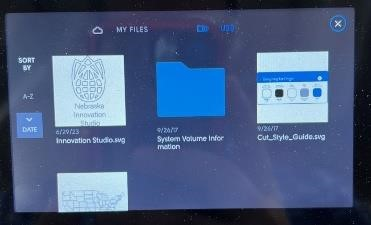 MY FILES
USB
SORT
BY
A-Z
DATE
Nebraska
Innovation
Studio
6/29/23
Innovation Studio.svg
9/26/17
System Volume Infor
mation
9/26/17
Cut_Style_Guide.svg